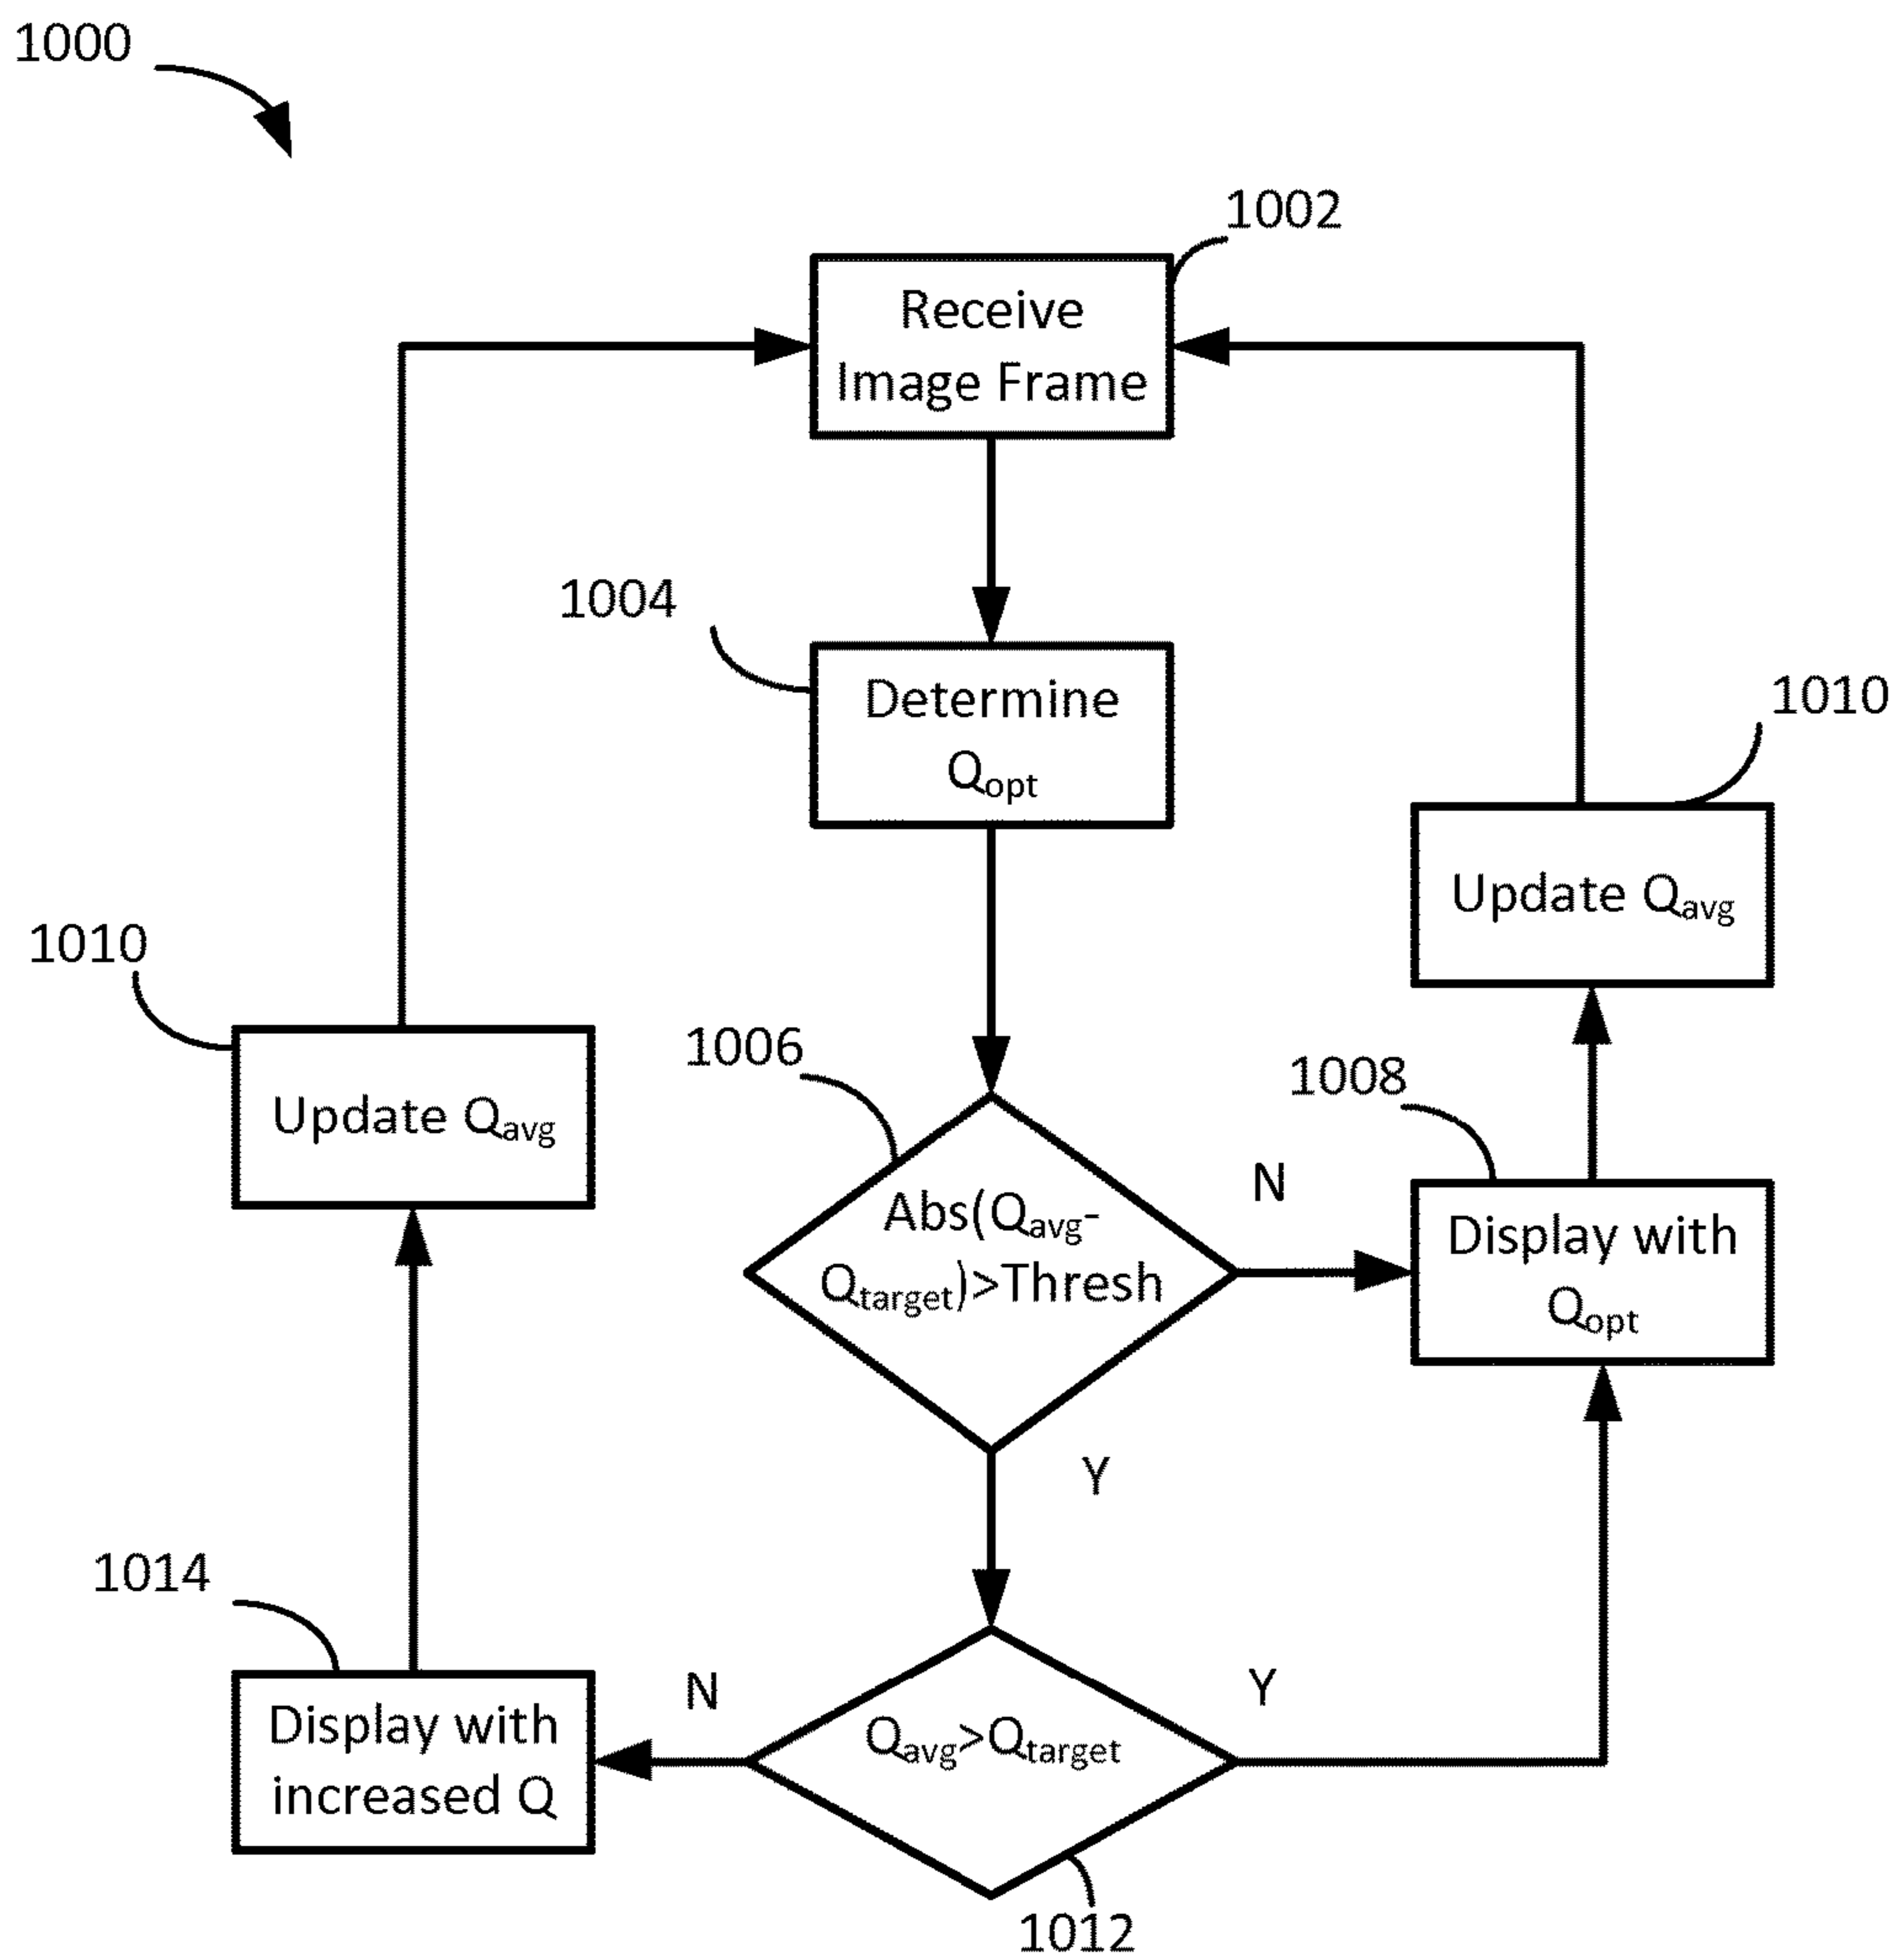 1000
1002
Receive
Image Frame
1004
Determine
Qopt
1010
Update Qavg
1010
Update Qavg
1006
Abs(Qavg-
Qtarget)>Thresh
N
Y
1008
Display with
Qopt
1014
Display with
increased Q
N
Qavg>Qtarget
Y
1012